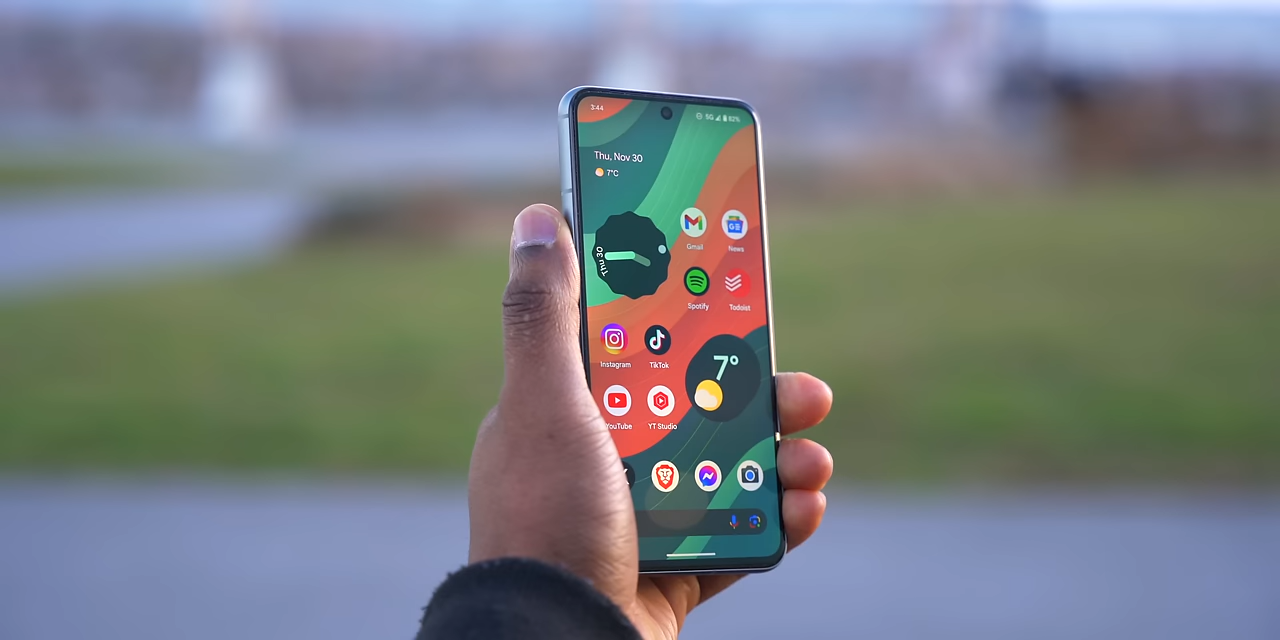 3:44
5G 82%
Thu, Nov 30
7°C
Thu 30
Gmail
News
Spotify
Todoist
Instagram
TikTok
7°
YouTube
YT Studio